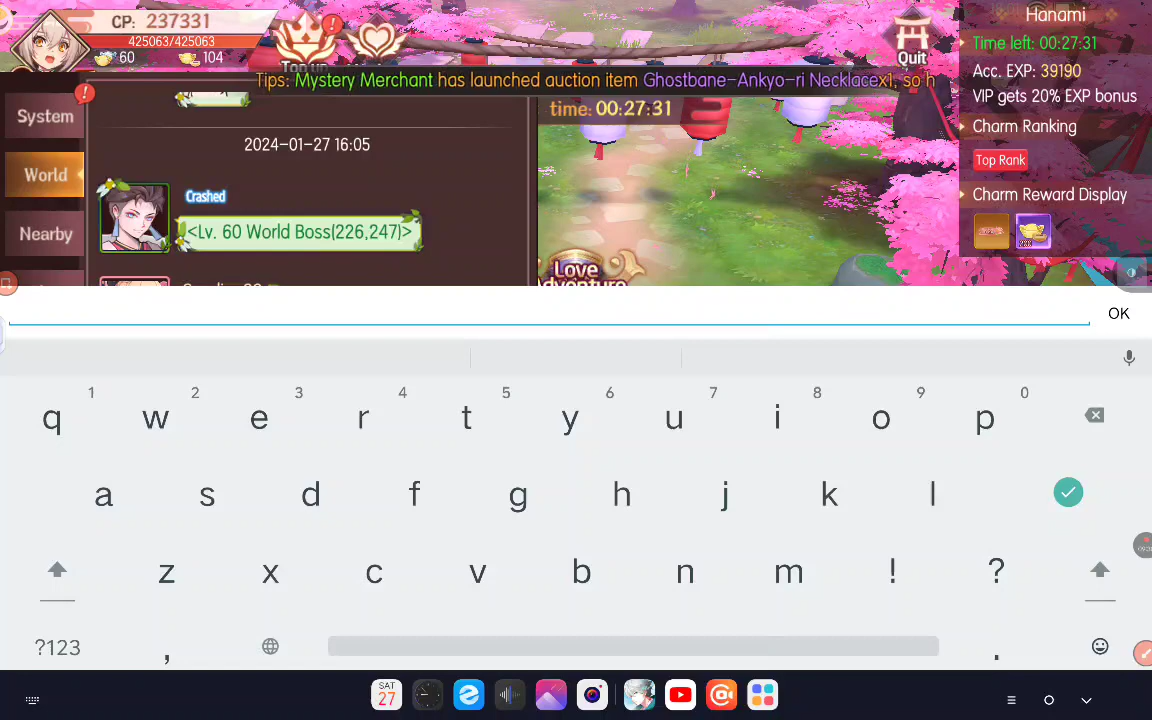 CP: 237331
425063/425063
60
104
Top up
Quit
Tips: Mystery Merchant has launched auction item Ghostbane-Ankyo-ri Necklacex1, so h
Hanami
Time left: 00:27:31
Acc. EXP: 39190
VIP gets 20% EXP bonus
Charm Ranking
Top Rank
Charm Reward Display
System
World
Nearby
2024-01-27 16:05
Crashed
<Lv. 60 World Boss(226,247)>
time: 00:27:31
Love
Adventure
OK
1 2 3 4 5 6 7 8 9 0
q w e r t y u i o p
a s d f g h j k l
z x c v b n m ! ?
?123 , .
SAT
27